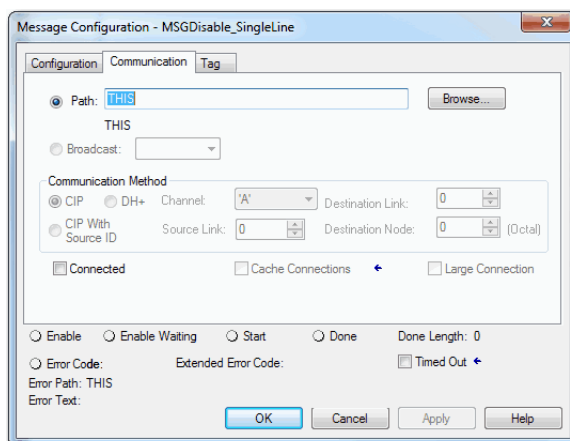 Message Configuration - MSGDisable_SingleLine
Configuration Communication Tag
Path: THIS Browse...
THIS
Broadcast:
Communication Method
CIP DH+ Channel: 'A' Destination Link: 0
CIP With Source ID Source Link: 0 Destination Node: 0 (Octal)
Connected Cache Connections Large Connection
Enable Enable Waiting Start Done Done Length: 0
Error Code: Extended Error Code: Timed Out
Error Path: THIS
Error Text:
OK Cancel Apply Help